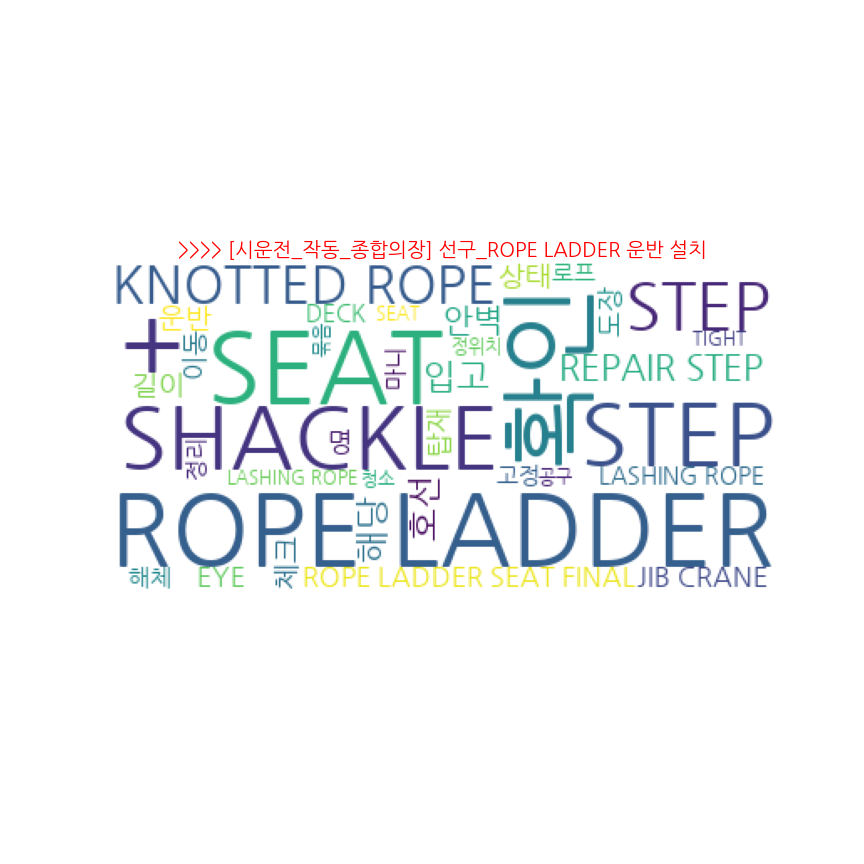 >>>> [시운전_작동_종합의장] 선구_ROPE LADDER 운반 설치
KNOTTED ROPE
상태
로프
STEP
운반
DECK
SEAT
안벽
도장
+
이동
묶음
SEAT
정위치
확인
TIGHT
길이
마니
입고
REPAIR STEP
SHACKLE
옆
탑재
STEP
정리
LASHING ROPE
청소
호선
고정
공구
LASHING ROPE
ROPE LADDER
해당
해체
EYE
체크
ROPE LADDER SEAT FINAL
JIB CRANE